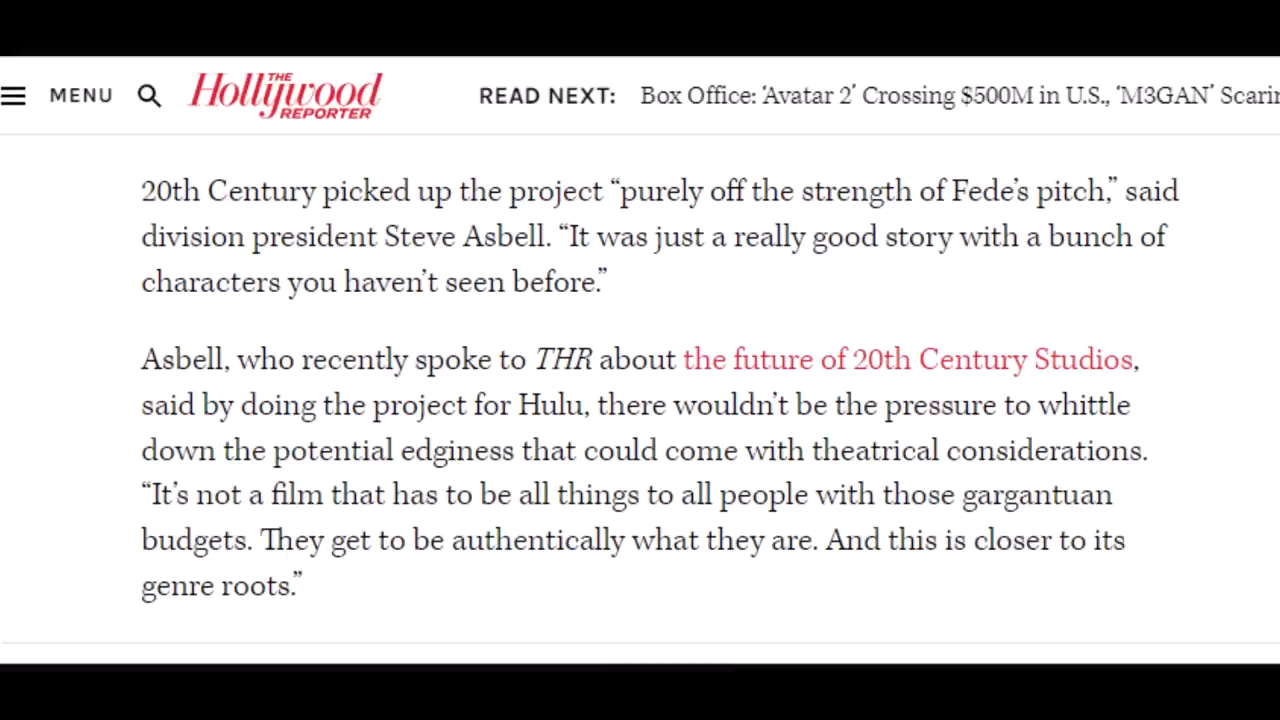 MENU
THE
Hollywood
REPORTER
READ NEXT: Box Office: ‘Avatar 2’ Crossing $500M in U.S., ‘M3GAN’ Scarin
20th Century picked up the project “purely off the strength of Fede’s pitch,” said
division president Steve Asbell. “It was just a really good story with a bunch of
characters you haven’t seen before.”
Asbell, who recently spoke to THR about the future of 20th Century Studios,
said by doing the project for Hulu, there wouldn’t be the pressure to whittle
down the potential edginess that could come with theatrical considerations.
“It’s not a film that has to be all things to all people with those gargantuan
budgets. They get to be authentically what they are. And this is closer to its
genre roots.”